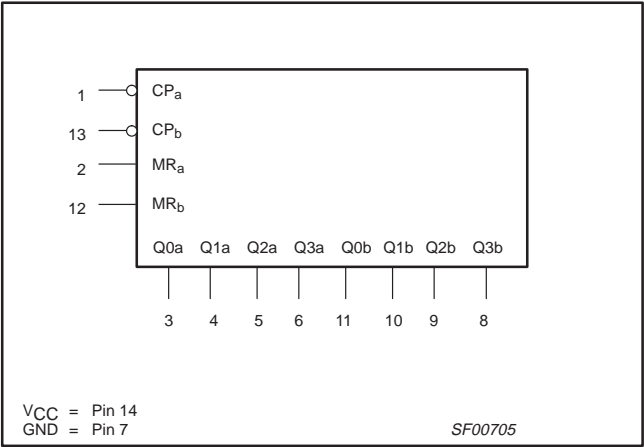 1 CPa
13 CPb
2 MRa
12 MRb
Q0a Q1a Q2a Q3a Q0b Q1b Q2b Q3b
3 4 5 6 11 10 9 8
VCC = Pin 14
GND = Pin 7
SF00705